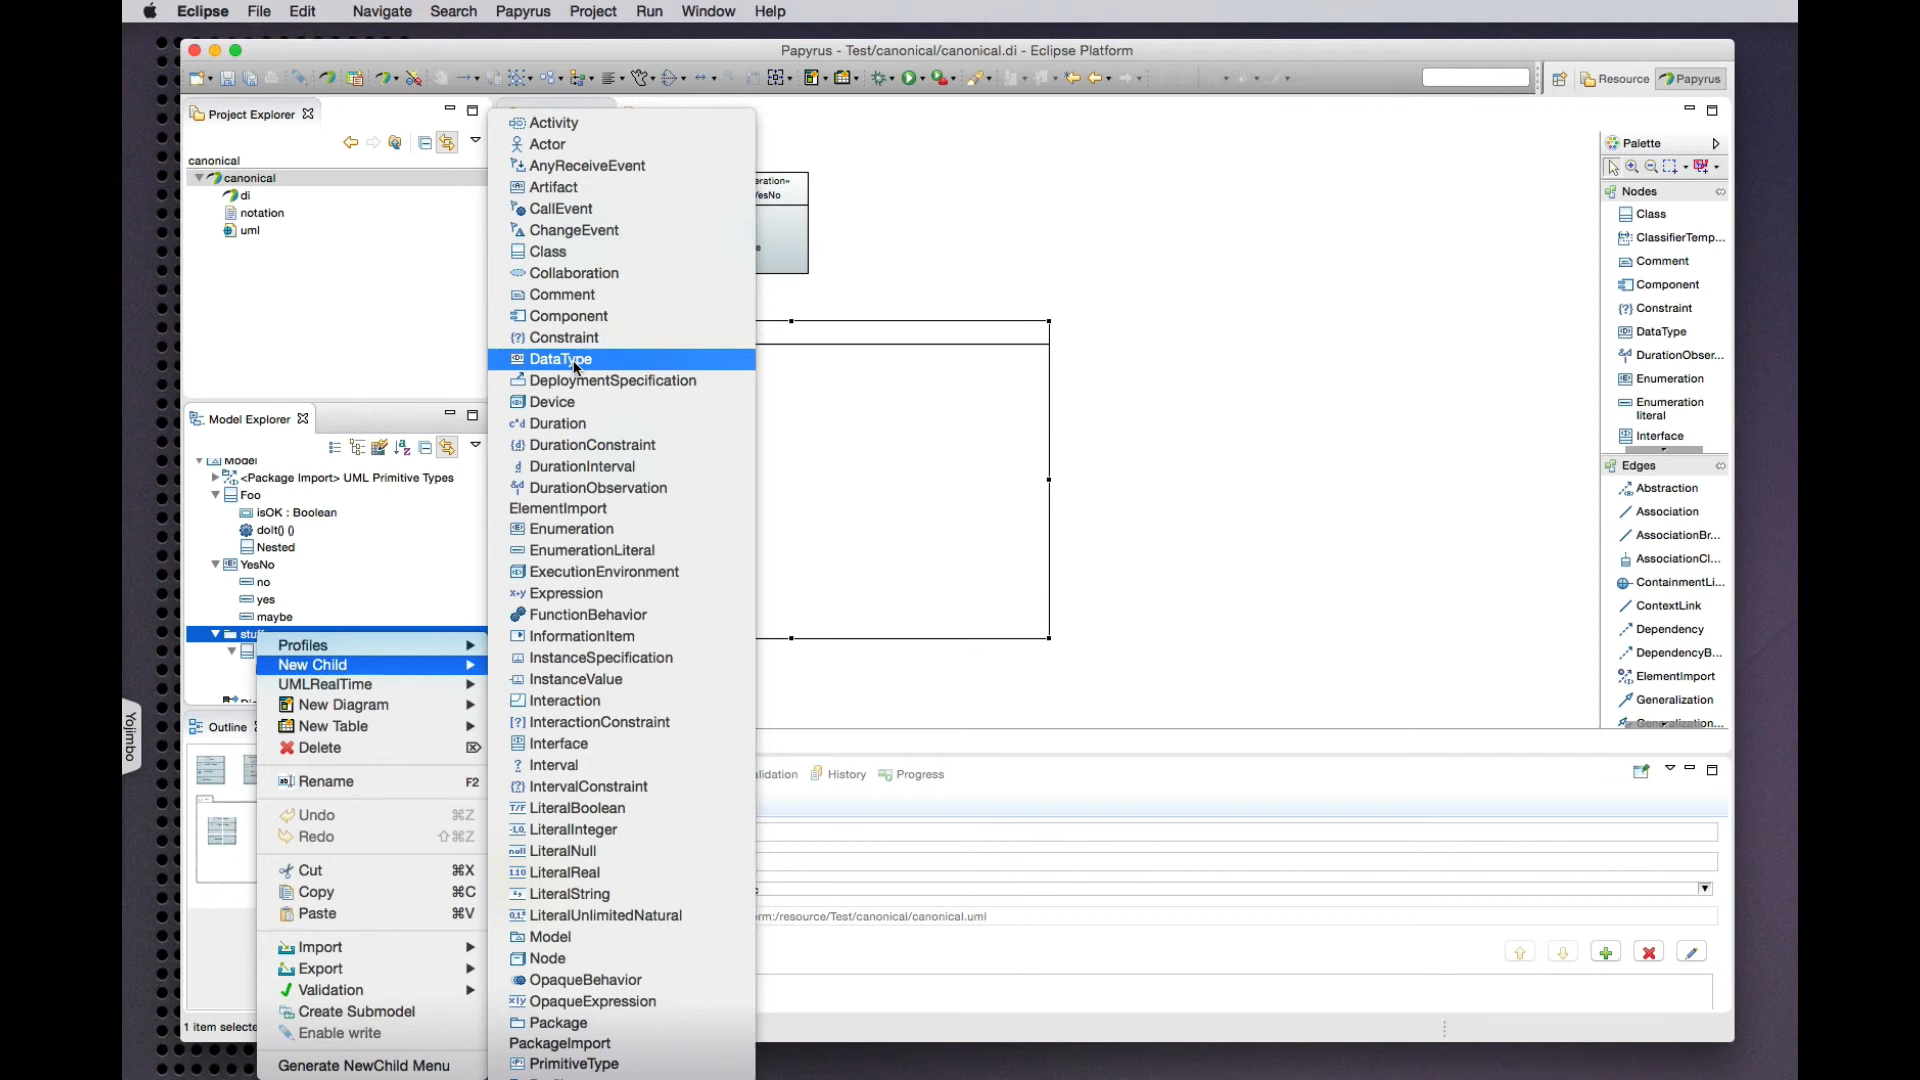 Eclipse File Edit Navigate Search Papyrus Project Run Window Help
Papyrus - Test/canonical/canonical.di - Eclipse Platform
Resource Papyrus
Project Explorer
canonical
canonical
di
notation
uml
Model Explorer
Model
<Package Import> UML Primitive Types
Foo
isOK : Boolean
doIt() ()
Nested
YesNo
no
yes
maybe
stuff
Outline
1 item selecte
Yojimbo
Profiles
New Child
UMLRealTime
New Diagram
New Table
Delete
Rename F2
Undo ⌘Z
Redo ⇧⌘Z
Cut ⌘X
Copy ⌘C
Paste ⌘V
Import
Export
Validation
Create Submodel
Enable write
Generate NewChild Menu
Activity
Actor
AnyReceiveEvent
Artifact
CallEvent
ChangeEvent
Class
Collaboration
Comment
Component
Constraint
DataType
DeploymentSpecification
Device
Duration
DurationConstraint
DurationInterval
DurationObservation
ElementImport
Enumeration
EnumerationLiteral
ExecutionEnvironment
Expression
FunctionBehavior
InformationItem
InstanceSpecification
InstanceValue
Interaction
InteractionConstraint
Interface
Interval
IntervalConstraint
LiteralBoolean
LiteralInteger
LiteralNull
LiteralReal
LiteralString
LiteralUnlimitedNatural
Model
Node
OpaqueBehavior
OpaqueExpression
Package
PackageImport
PrimitiveType
eration»
YesNo
e
lidation History Progress
c
rm:/resource/Test/canonical/canonical.uml
Palette
Nodes
Class
ClassifierTemp...
Comment
Component
Constraint
DataType
DurationObser...
Enumeration
Enumeration
literal
Interface
Edges
Abstraction
Association
AssociationBr...
AssociationCl...
ContainmentLi...
ContextLink
Dependency
DependencyB...
ElementImport
Generalization
Generalization...